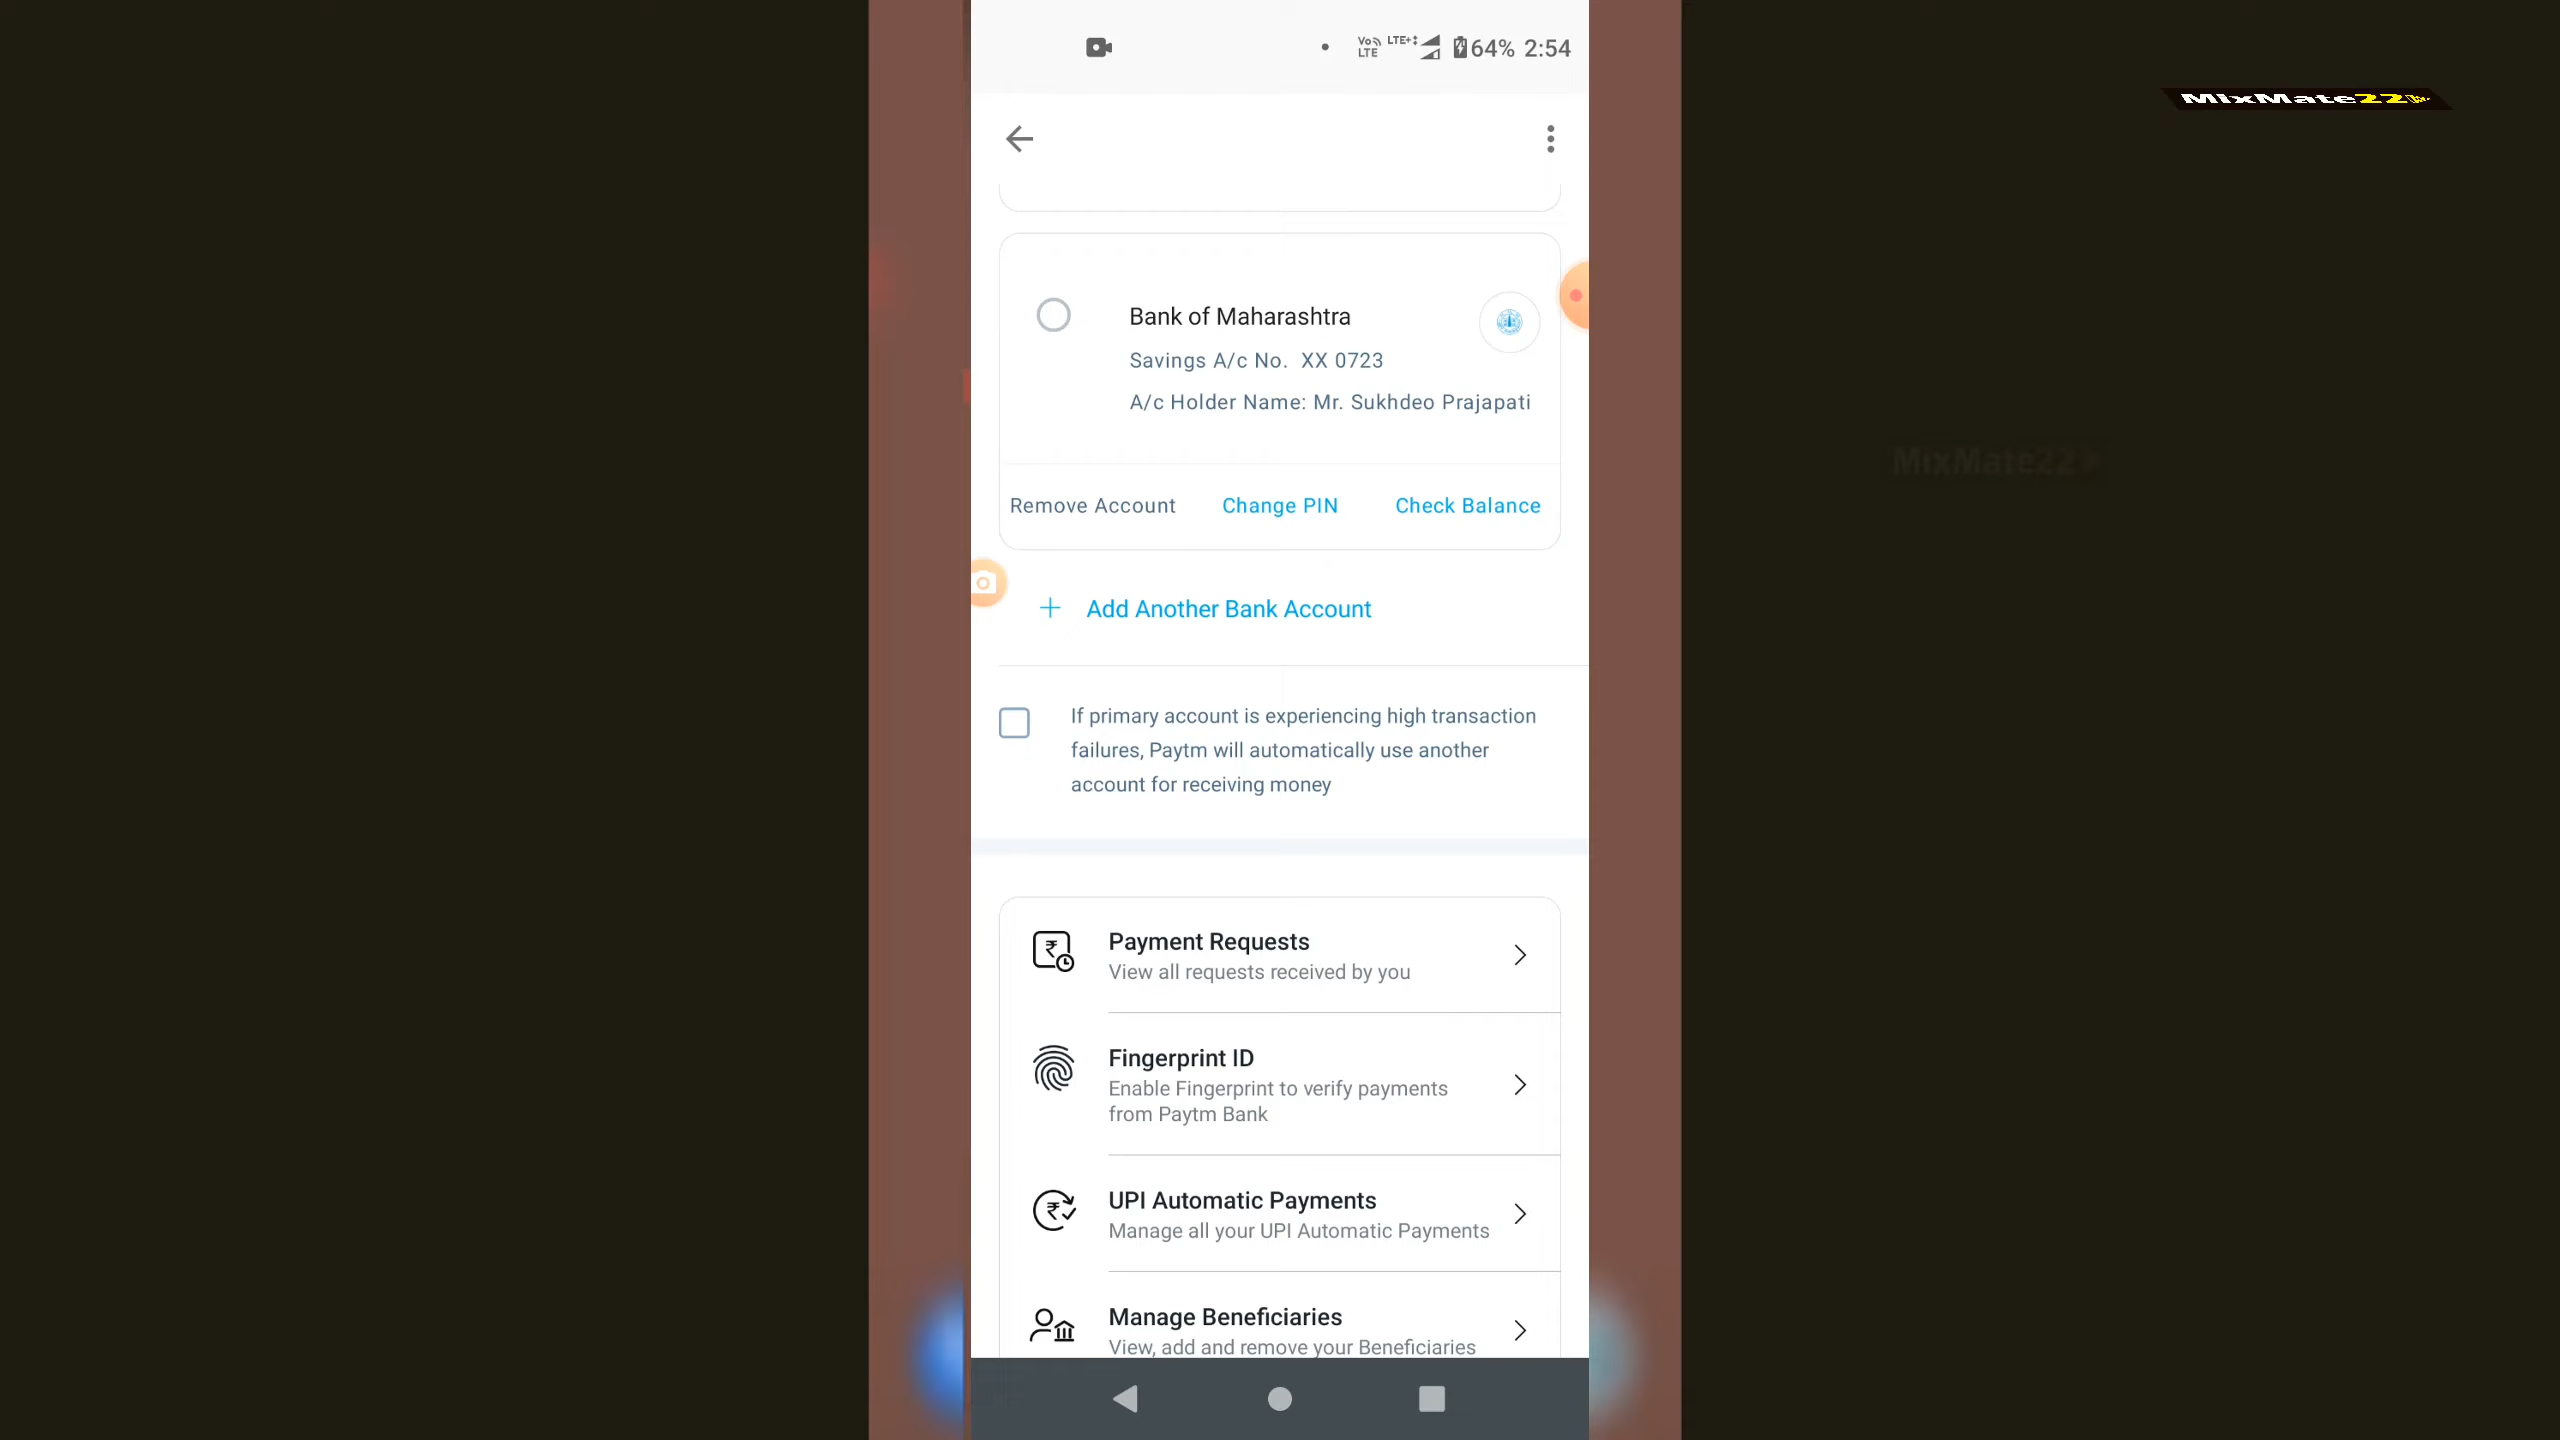 Vo LTE LTE+ 64% 2:54
MixMate22
Bank of Maharashtra
Savings A/c No. XX 0723
A/c Holder Name: Mr. Sukhdeo Prajapati
MixMate22
Remove Account Change PIN Check Balance
+ Add Another Bank Account
If primary account is experiencing high transaction
failures, Paytm will automatically use another
account for receiving money
Payment Requests
View all requests received by you
Fingerprint ID
Enable Fingerprint to verify payments
from Paytm Bank
UPI Automatic Payments
Manage all your UPI Automatic Payments
Manage Beneficiaries
View, add and remove your Beneficiaries